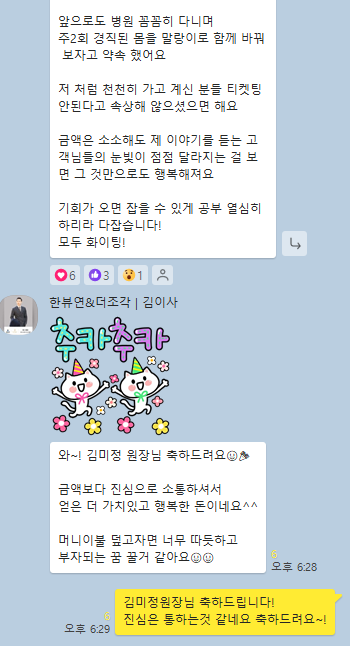 앞으로도 병원 꼼꼼히 다니며
주2회 경직된 몸을 말랑이로 함께 바꿔
보자고 약속 했어요
저 처럼 천천히 가고 계신 분들 티켓팅
안된다고 속상해 않으셨으면 해요
금액은 소소해도 제 이야기를 듣는 고
객님들의 눈빛이 점점 달라지는 걸 보
면 그 것만으로도 행복해져요
기회가 오면 잡을 수 있게 공부 열심히
하리라 다잡습니다!
모두 화이팅!
6 3 1
한뷰연&더조각 | 김이사
추카추카
와~! 김미정 원장님 축하드려요
금액보다 진심으로 소통하셔서
얻은 더 가치있고 행복한 돈이네요^^
머니이불 덮고자면 너무 따뜻하고
부자되는 꿈 꿀거 같아요
6
오후 6:28
김미정원장님 축하드립니다!
진심은 통하는것 같네요 축하드려요~!
6
오후 6:29